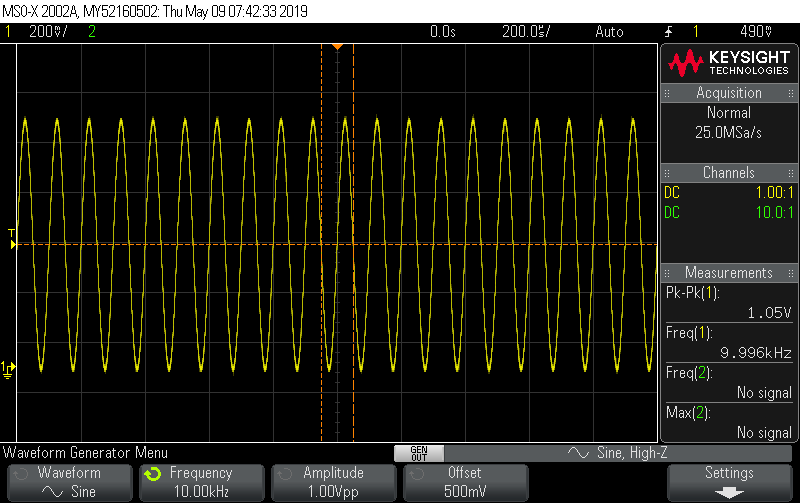 MSO-X 2002A, MY52160502: Thu May 09 07:42:33 2019
1 200mV/ 2 0.0s 200.0us/ Auto 1 490mV
KEYSIGHT
TECHNOLOGIES
Acquisition
Normal
25.0MSa/s
Channels
DC 1.00:1
DC 10.0:1
Measurements
Pk-Pk(1):
1.05V
Freq(1):
9.996kHz
Freq(2):
No signal
Max(2):
No signal
T
1
Waveform Generator Menu
GEN
OUT
Sine, High-Z
Waveform
Sine
Frequency
10.00kHz
Amplitude
1.00Vpp
Offset
500mV
Settings